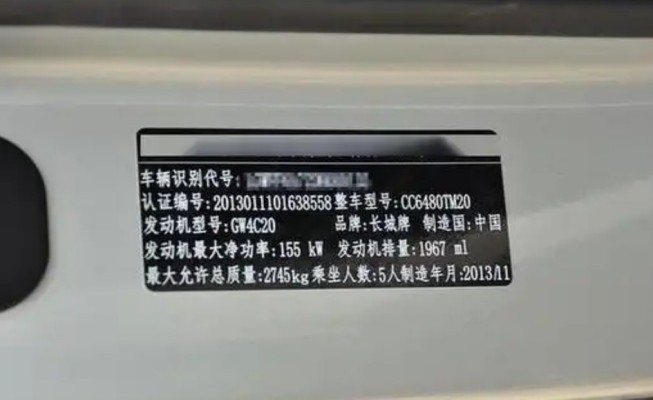 车辆识别代号:
认证编号:2013011101638558 整车型号:CC6480TM20
发动机型号:GW4C20 品牌:长城牌 制造国:中国
发动机最大净功率:155 kW 发动机排量:1967 ml
最大允许总质量:2745kg 乘坐人数:5人 制造年月:2013/11